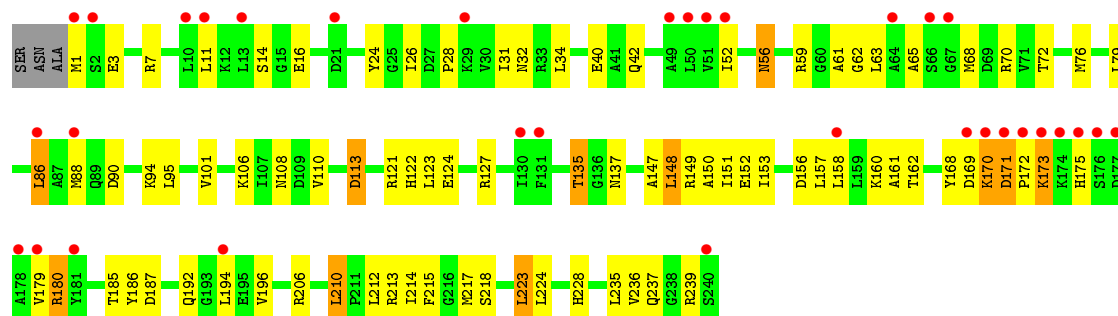 SER ASN ALA M1 S2 E3 R7 L10 L11 K12 L13 S14 G15 E16 D21 Y24 G25 I26 D27 P28 K29 V30 I31 N32 R33 L34 E40 A41 Q42 A49 L50 V51 I52 N56 R59 G60 A61 G62 L63 A64 A65 S66 G67 M68 D69 R70 V71 T72 M76 L79
L86 A87 M88 Q89 D90 K94 L95 V101 K106 I107 N108 D109 V110 D113 R121 H122 L123 E124 R127 I130 F131 T135 G136 N137 A147 L148 R149 A150 I151 E152 I153 D156 L157 L158 L159 K160 A161 T162 Y168 D169 K170 D171 P172 K173 K174 H175 S176 D177
A178 V179 R180 Y181 T185 Y186 D187 Q192 G193 L194 E195 V196 R206 L210 P211 L212 R213 I214 F215 G216 M217 S218 L223 L224 H228 L235 V236 Q237 G238 R239 S240